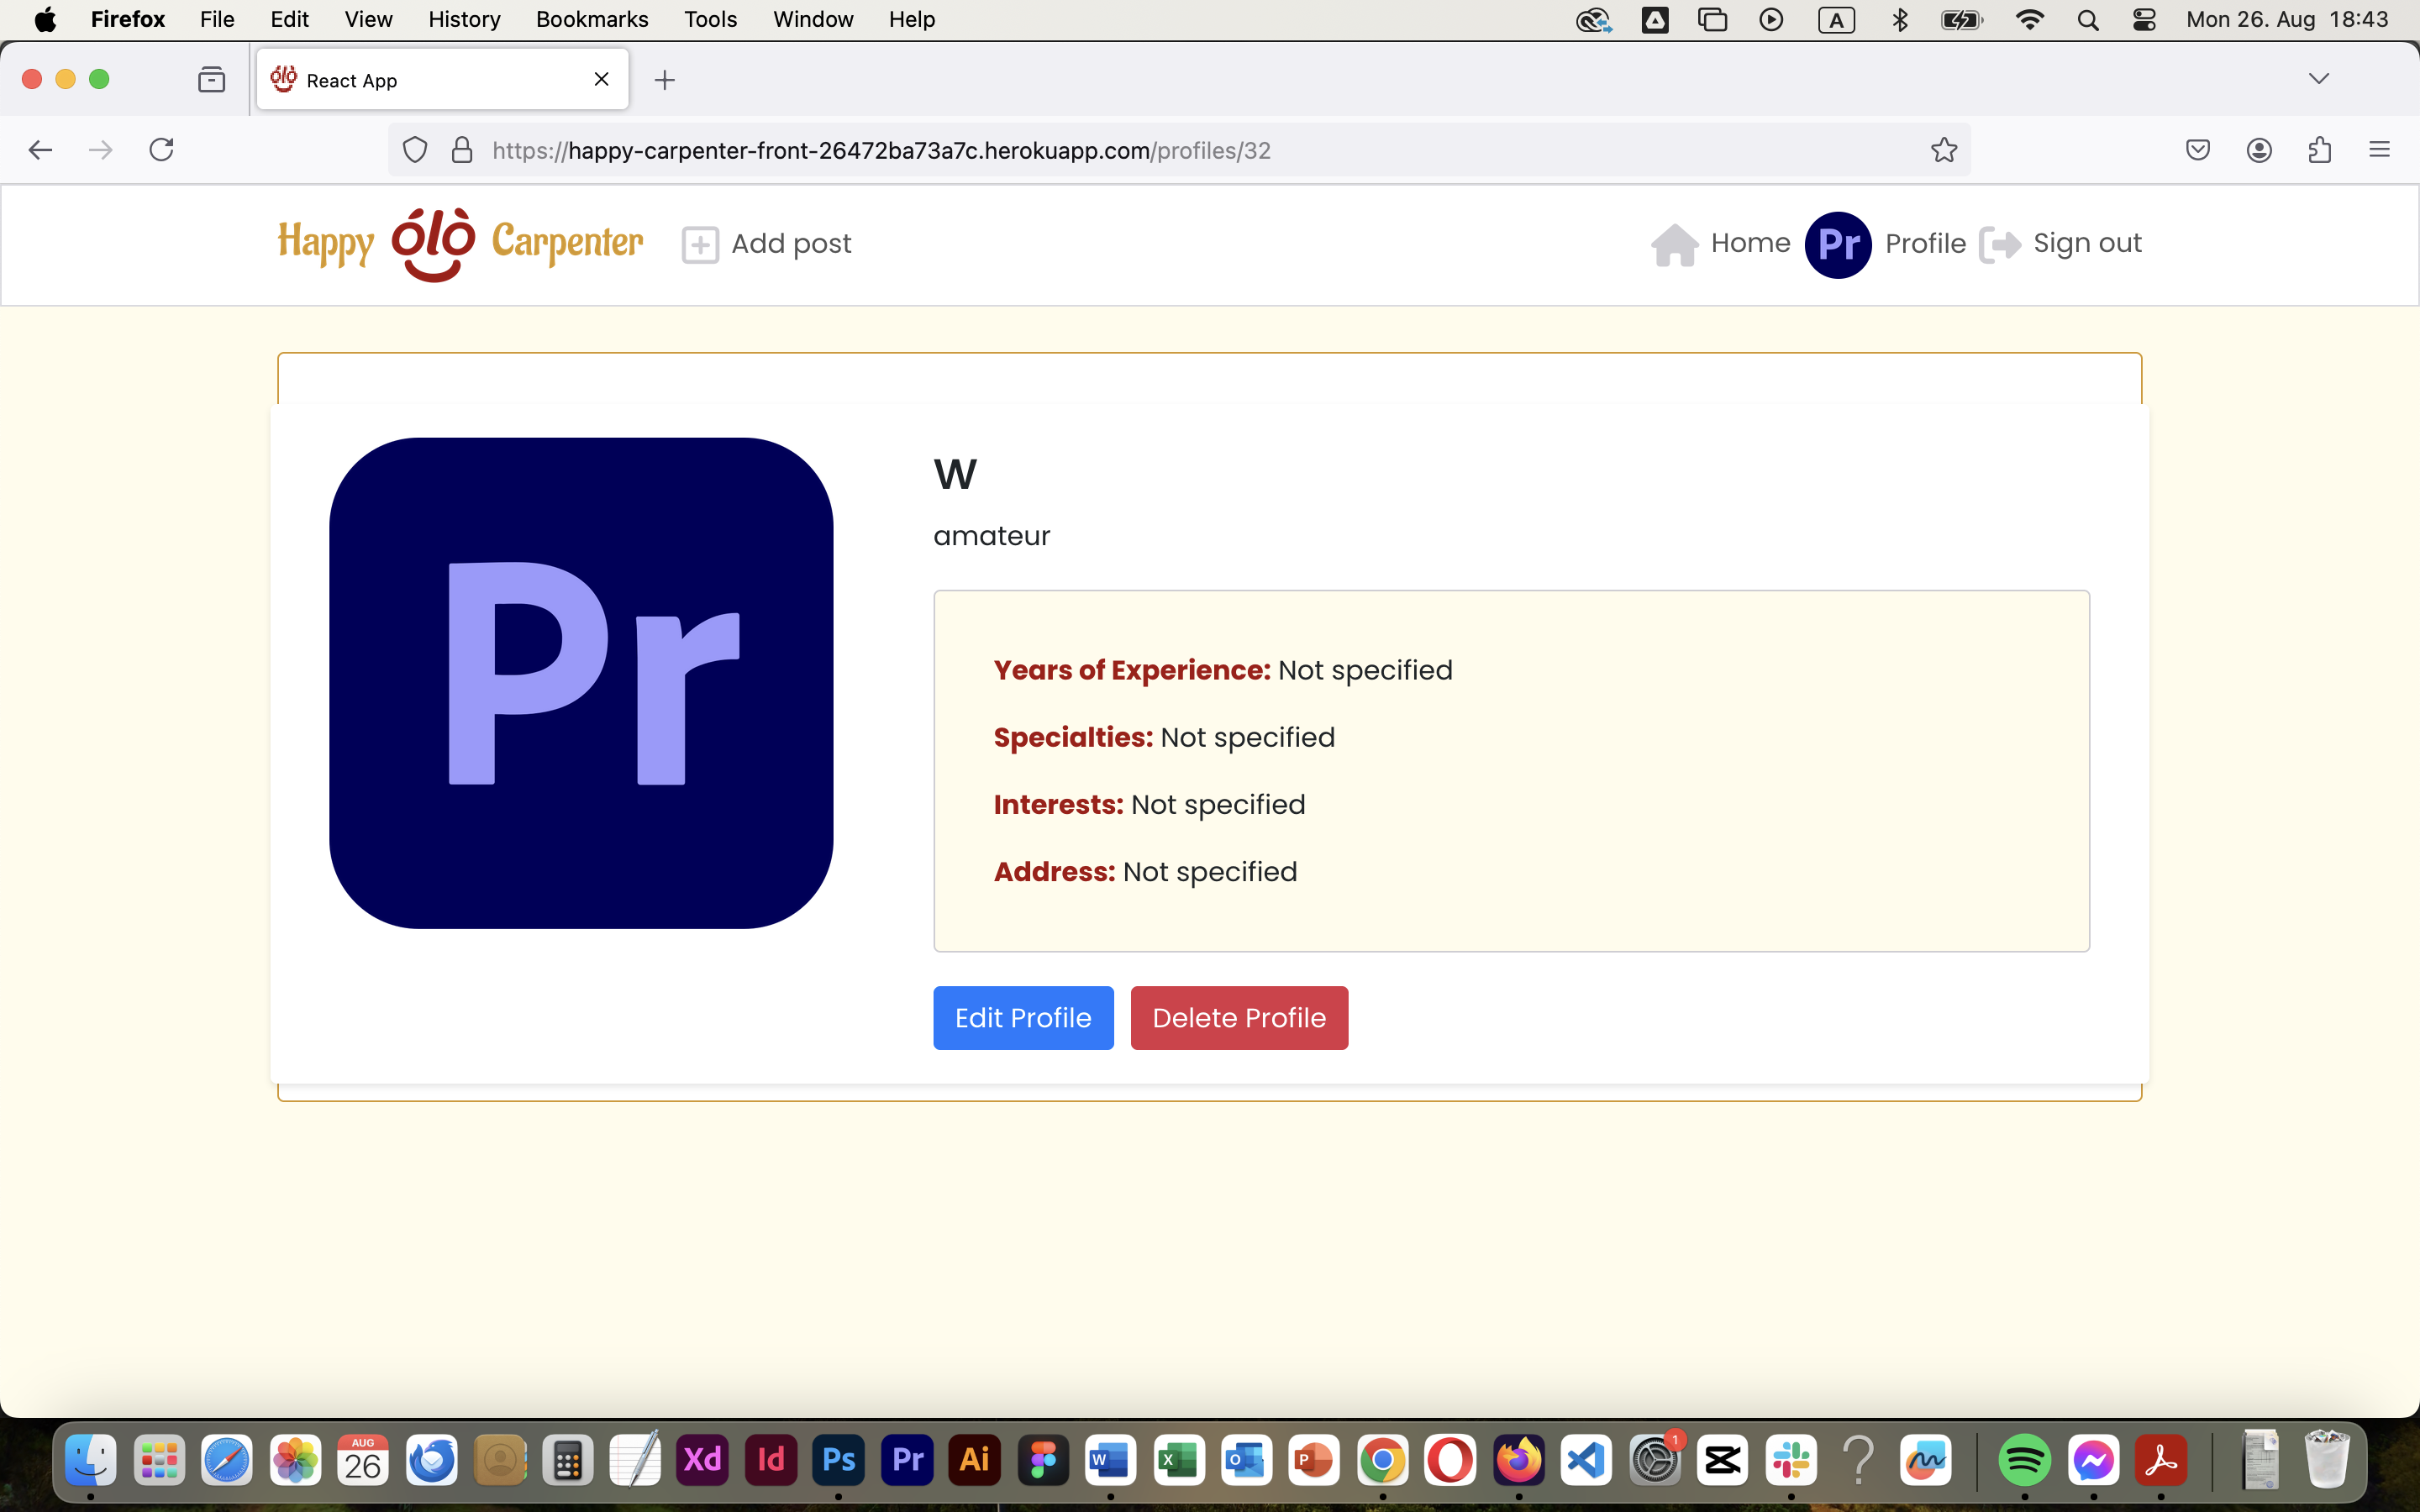 Firefox File Edit View History Bookmarks Tools Window Help A Mon 26. Aug 18:43
React App
https://happy-carpenter-front-26472ba73a7c.herokuapp.com/profiles/32
Happy ólò Carpenter Add post Home Pr Profile Sign out
Pr
W
amateur
Years of Experience: Not specified
Specialties: Not specified
Interests: Not specified
Address: Not specified
Edit Profile Delete Profile
AUG 26 Xd Id Ps Pr Ai W X O P 1 ?